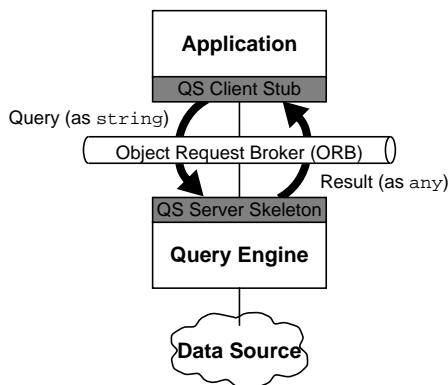 Application
QS Client Stub
Query (as string)
Object Request Broker (ORB)
Result (as any)
QS Server Skeleton
Query Engine
Data Source